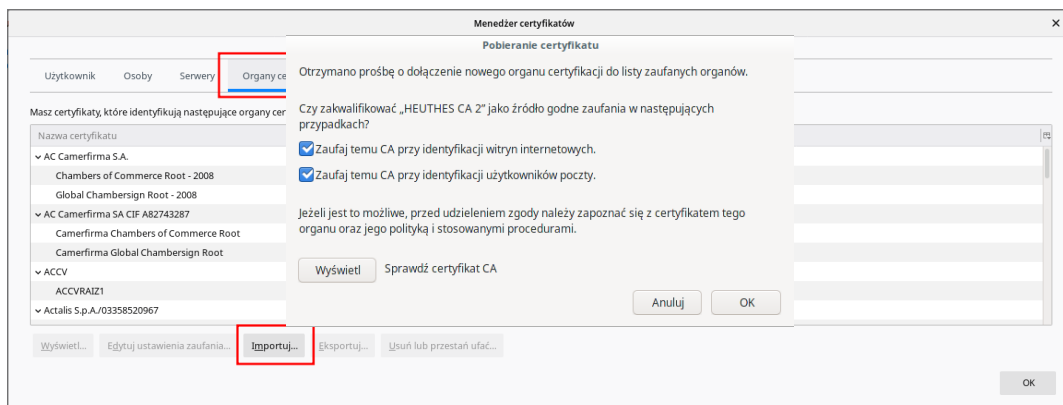 Menedżer certyfikatów
Pobieranie certyfikatu
Użytkownik Osoby Serwery Organy ce
Otrzymano prośbę o dołączenie nowego organu certyfikacji do listy zaufanych organów.
Masz certyfikaty, które identyfikują następujące organy cer
Czy zakwalifikować „HEUTHES CA 2” jako źródło godne zaufania w następujących
przypadkach?
Nazwa certyfikatu
Zaufaj temu CA przy identyfikacji witryn internetowych.
AC Camerfirma S.A.
Zaufaj temu CA przy identyfikacji użytkowników poczty.
Chambers of Commerce Root - 2008
Global Chambersign Root - 2008
AC Camerfirma SA CIF A82743287
Jeżeli jest to możliwe, przed udzieleniem zgody należy zapoznać się z certyfikatem tego
organu oraz jego polityką i stosowanymi procedurami.
Camerfirma Chambers of Commerce Root
Camerfirma Global Chambersign Root
ACCV
Wyświetl Sprawdź certyfikat CA
ACCVRAIZ1
Anuluj OK
Actalis S.p.A./03358520967
Wyświetl... Edytuj ustawienia zaufania... Importuj... Eksportuj... Usuń lub przestań ufać...
OK